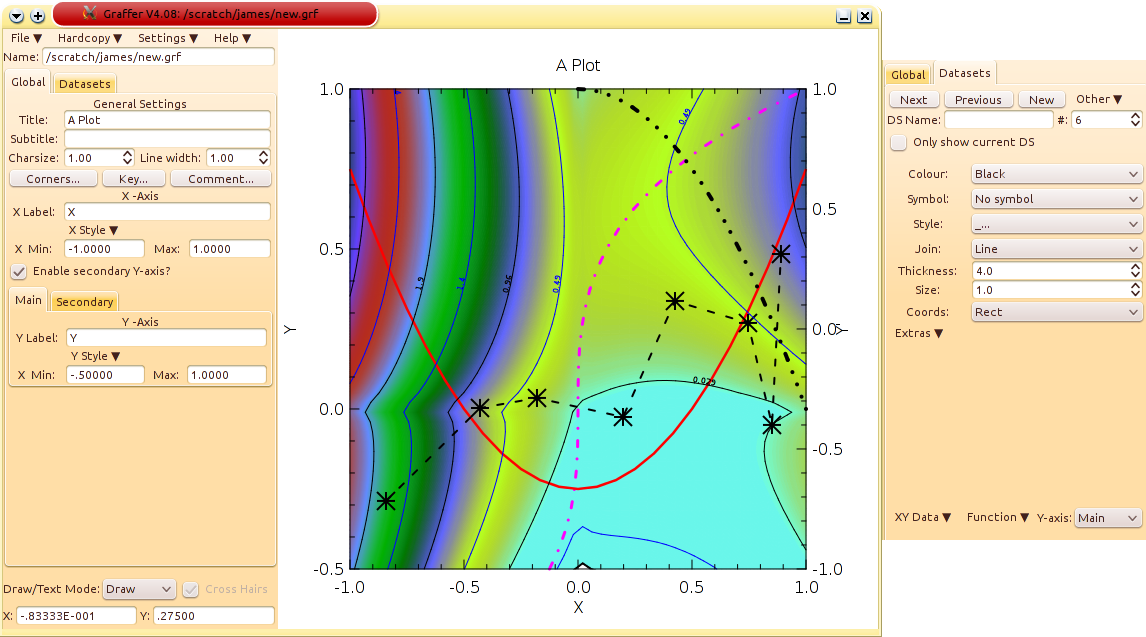 Graffer V4.08: /scratch/james/new.grf
File ▼ Hardcopy ▼ Settings ▼ Help ▼
Name: /scratch/james/new.grf
Global Datasets
General Settings
Title: A Plot
Subtitle:
Charsize: 1.00 Line width: 1.00
Corners... Key... Comment...
X -Axis
X Label: X
X Style ▼
X Min: -1.0000 Max: 1.0000
Enable secondary Y-axis?
Main Secondary
Y -Axis
Y Label: Y
Y Style ▼
X Min: -.50000 Max: 1.0000
Draw/Text Mode: Draw Cross Hairs
X: -.83333E-001 Y: .27500
A Plot
1.0
0.5
0.0
-0.5
Y
1.9
1.4
0.96
0.49
0.49
0.025
1.0
0.5
0.0
-0.5
-1.0
Y
-1.0 -0.5 0.0 0.5 1.0
X
Global Datasets
Next Previous New Other ▼
DS Name: #: 6
Only show current DS
Colour: Black
Symbol: No symbol
Style: _...
Join: Line
Thickness: 4.0
Size: 1.0
Coords: Rect
Extras ▼
XY Data ▼ Function ▼ Y-axis: Main